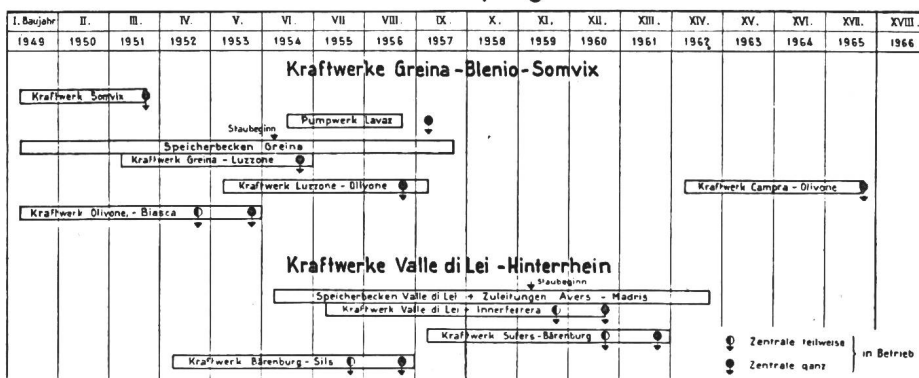 I. Baujahr II. III. IV. V. VI. VII VIII. IX. X. XI. XII. XIII. XIV. XV. XVI. XVII. XVIII.
1949 1950 1951 1952 1953 1954 1955 1956 1957 1958 1959 1960 1961 1962 1963 1964 1965 1966
Kraftwerke Greina-Blenio-Somvix
Kraftwerk Somvix
Pumpwerk Lavaz
Staubeginn
Speicherbecken Greina
Kraftwerk Greina - Luzzone
Kraftwerk Luzzone - Olivone
Kraftwerk Campra - Olivone
Kraftwerk Olivone - Biasca
Kraftwerke Valle di Lei - Hinterrhein
Staubeginn
Speicherbecken Valle di Lei + Zuleitungen Avers - Madris
Kraftwerk Valle di Lei + Innerferrera
Kraftwerk Sufers-Bärenburg
Zentrale teilweise
in Betrieb
Kraftwerk Bärenburg - Sils
Zentrale ganz